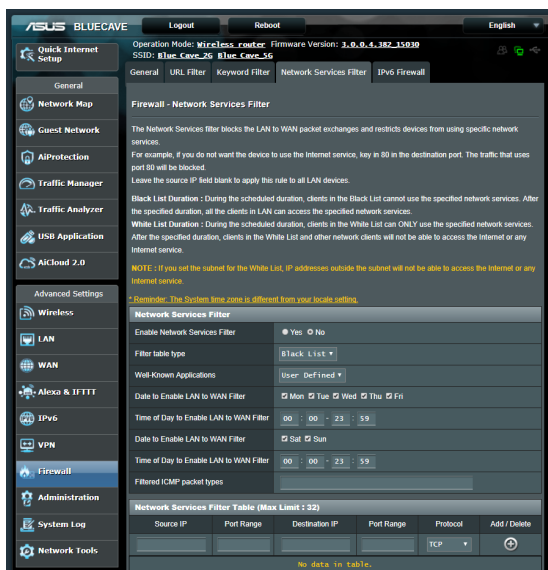 ASUS BLUECAVE Logout Reboot English
Quick Internet
Setup
General
Network Map
Guest Network
AiProtection
Traffic Manager
Traffic Analyzer
USB Application
AiCloud 2.0
Advanced Settings
Wireless
LAN
WAN
Alexa & IFTTT
IPv6
VPN
Firewall
Administration
System Log
Network Tools
Operation Mode: Wireless router Firmware Version: 3.0.0.4.382_15030
SSID: Blue Cave_2G Blue Cave_5G
General URL Filter Keyword Filter Network Services Filter IPv6 Firewall
Firewall - Network Services Filter
The Network Services filter blocks the LAN to WAN packet exchanges and restricts devices from using specific network
services.
For example, if you do not want the device to use the Internet service, key in 80 in the destination port. The traffic that uses
port 80 will be blocked.
Leave the source IP field blank to apply this rule to all LAN devices.
Black List Duration : During the scheduled duration, clients in the Black List cannot use the specified network services. After
the specified duration, all the clients in LAN can access the specified network services.
White List Duration : During the scheduled duration, clients in the White List can ONLY use the specified network services.
After the specified duration, clients in the White List and other network clients will not be able to access the Internet or any
Internet service.
NOTE : If you set the subnet for the White List, IP addresses outside the subnet will not be able to access the Internet or any
Internet service.
* Reminder: The System time zone is different from your locale setting.
Network Services Filter
Enable Network Services Filter Yes No
Filter table type Black List
Well-Known Applications User Defined
Date to Enable LAN to WAN Filter Mon Tue Wed Thu Fri
Time of Day to Enable LAN to WAN Filter 00 : 00 - 23 : 59
Date to Enable LAN to WAN Filter Sat Sun
Time of Day to Enable LAN to WAN Filter 00 : 00 - 23 : 59
Filtered ICMP packet types
Network Services Filter Table (Max Limit : 32)
Source IP Port Range Destination IP Port Range Protocol Add / Delete
TCP
No data in table.